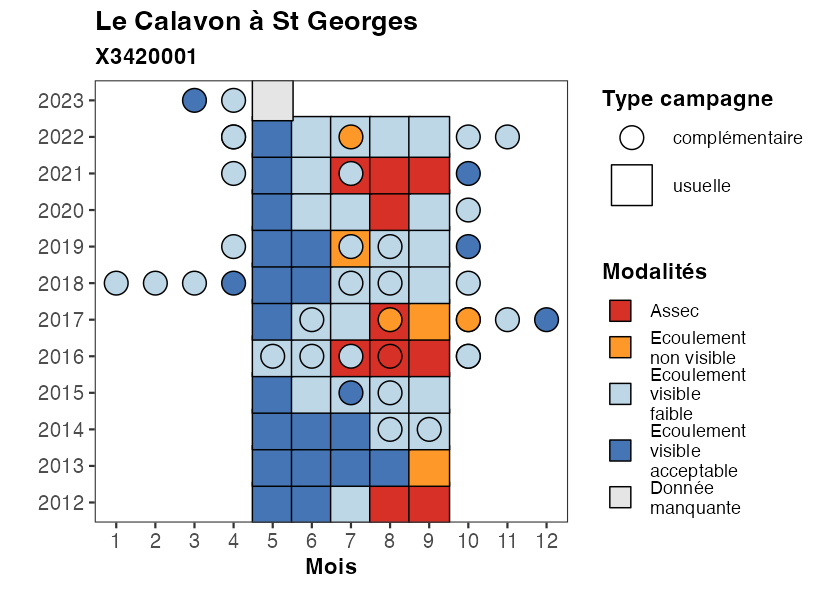 Le Calavon à St Georges
X3420001
2023
2022
2021
2020
2019
2018
2017
2016
2015
2014
2013
2012
1 2 3 4 5 6 7 8 9 10 11 12
Mois
Type campagne
complémentaire
usuelle
Modalités
Assec
Ecoulement
non visible
Ecoulement
visible
faible
Ecoulement
visible
acceptable
Donnée
manquante